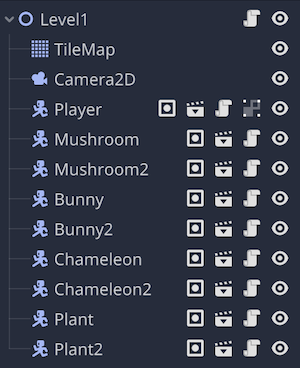 Level1
TileMap
Camera2D
Player
Mushroom
Mushroom2
Bunny
Bunny2
Chameleon
Chameleon2
Plant
Plant2